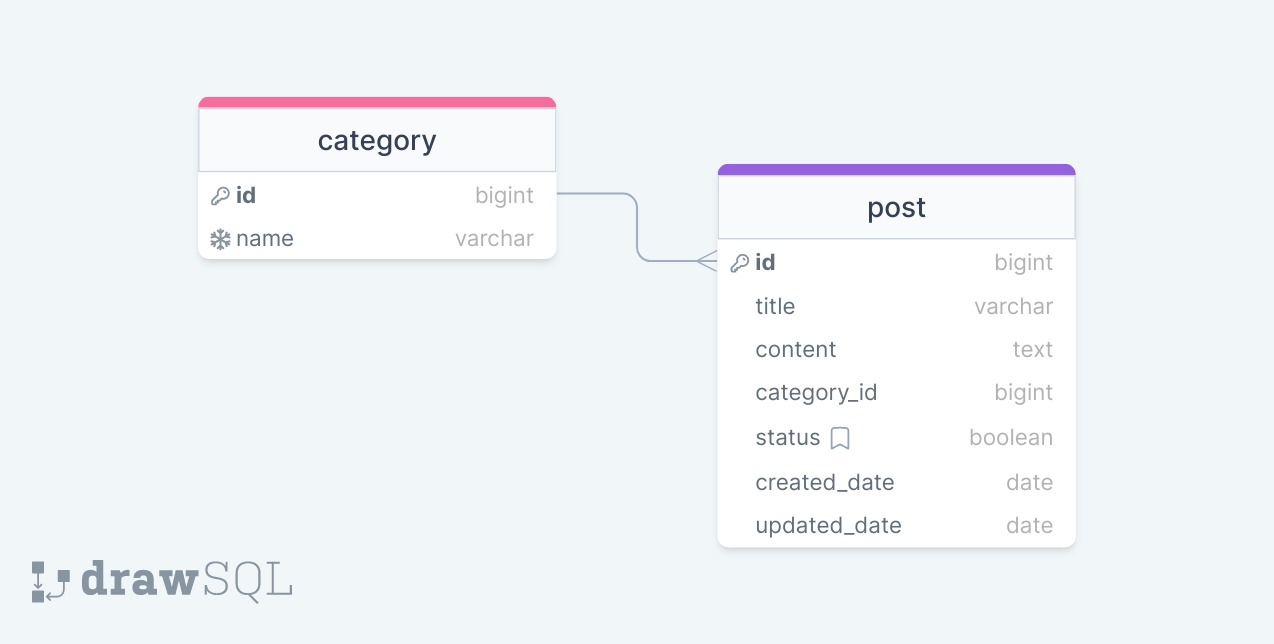 category
id bigint
name varchar
post
id bigint
title varchar
content text
category_id bigint
status boolean
created_date date
updated_date date
drawSQL